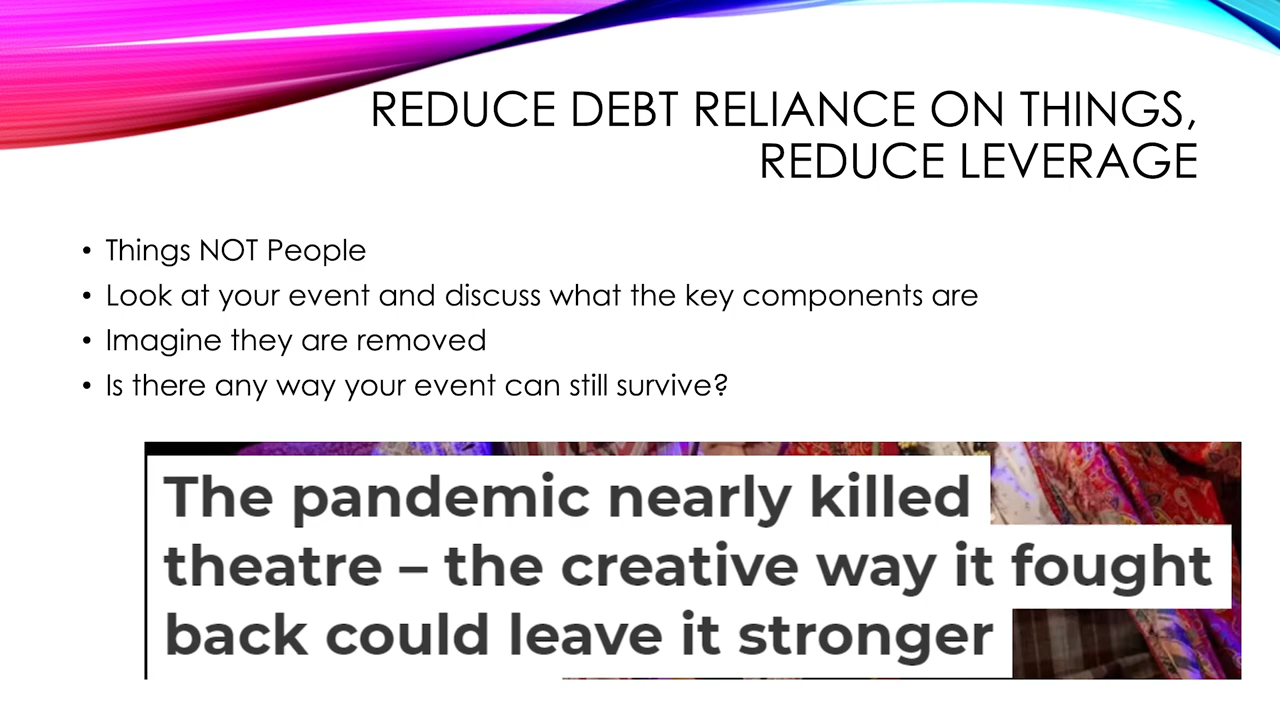 REDUCE DEBT RELIANCE ON THINGS,
REDUCE LEVERAGE
• Things NOT People
• Look at your event and discuss what the key components are
• Imagine they are removed
• Is there any way your event can still survive?
The pandemic nearly killed
theatre – the creative way it fought
back could leave it stronger